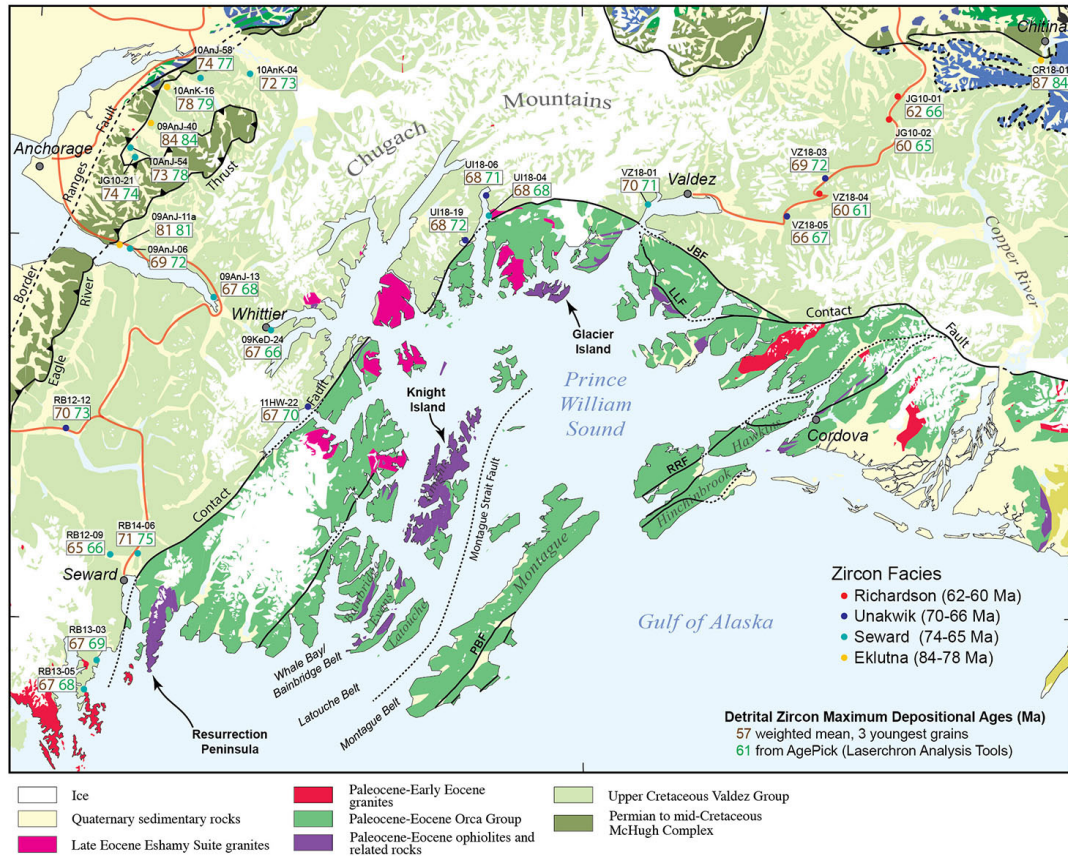 Chitina
10AnJ-58
74 77
10AnK-04
72 73
CR18-01
87 84
10AnK-16
78 79
JG10-01
62 66
Mountains
Chugach
Fault
09AnJ-40
84 84
JG10-02
60 65
Anchorage
10AnJ-54
73 78
VZ18-03
69 72
UI18-06
68 71
Ranges
JG10-21
74 74
Thrust
UI18-04
68 68
VZ18-01
70 71
Valdez
VZ18-04
60 61
09AnJ-11a
81 81
UI18-19
68 72
VZ18-05
66 67
09AnJ-06
69 72
JBF
Copper River
Border
River
09AnJ-13
67 68
LLF
Whittier
Contact
Glacier
Island
Fault
09KeD-24
67 66
Eagle
Prince
William
Sound
Knight
Island
RB12-12
70 73
11HW-22
67 70
Fault
Hawkins
Cordova
Knight
RRF
Hinchinbrook
Contact
Montague Strait Fault
RB14-06
71 75
RB12-09
65 66
Montague
Seward
Zircon Facies
Richardson (62-60 Ma)
Bainbridge
Evans
Latouche
Gulf of Alaska
Unakwik (70-66 Ma)
Seward (74-65 Ma)
RB13-03
67 69
PBF
Eklutna (84-78 Ma)
Whale Bay/
Bainbridge Belt
RB13-05
67 68
Latouche Belt
Montague Belt
Resurrection
Peninsula
Detrital Zircon Maximum Depositional Ages (Ma)
57 weighted mean, 3 youngest grains
61 from AgePick (Laserchron Analysis Tools)
Ice
Quaternary sedimentary rocks
Late Eocene Eshamy Suite granites
Paleocene-Early Eocene
granites
Paleocene-Eocene Orca Group
Paleocene-Eocene ophiolites and
related rocks
Upper Cretaceous Valdez Group
Permian to mid-Cretaceous
McHugh Complex